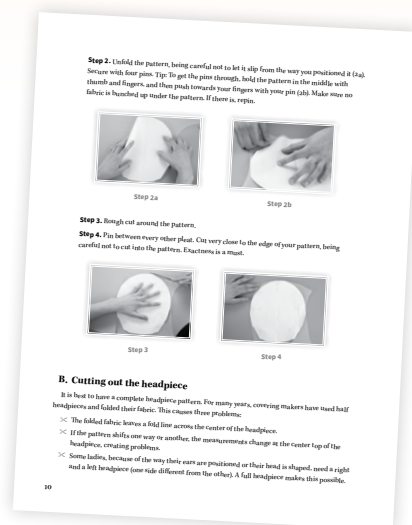 Step 2. Unfold the pattern, being careful not to let it slip from the way you positioned it (2a).
Secure with four pins. Tip: To get the pins through, hold the pattern in the middle with
thumb and fingers, and then push towards your fingers with your pin (2b). Make sure no
fabric is bunched up under the pattern. If there is, repin.
Step 2a
Step 2b
Step 3. Rough cut around the pattern.
Step 4. Pin between every other pleat. Cut very close to the edge of your pattern, being
careful not to cut into the pattern. Exactness is a must.
Step 3
Step 4
B. Cutting out the headpiece
It is best to have a complete headpiece pattern. For many years, covering makers have used half
headpieces and folded their fabric. This causes three problems:
The folded fabric leaves a fold line across the center of the headpiece.
If the pattern shifts one way or another, the measurements change at the center top of the
headpiece, creating problems.
Some ladies, because of the way their ears are positioned or their head is shaped, need a right
and a left headpiece (one side different from the other). A full headpiece makes this possible.
10